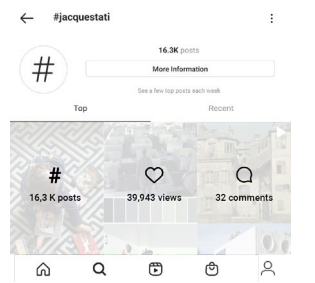 #jacquestati
16.3K posts
#
More Information
See a few top posts each week
Top Recent
# 
16,3 K posts 39,943 views 32 comments